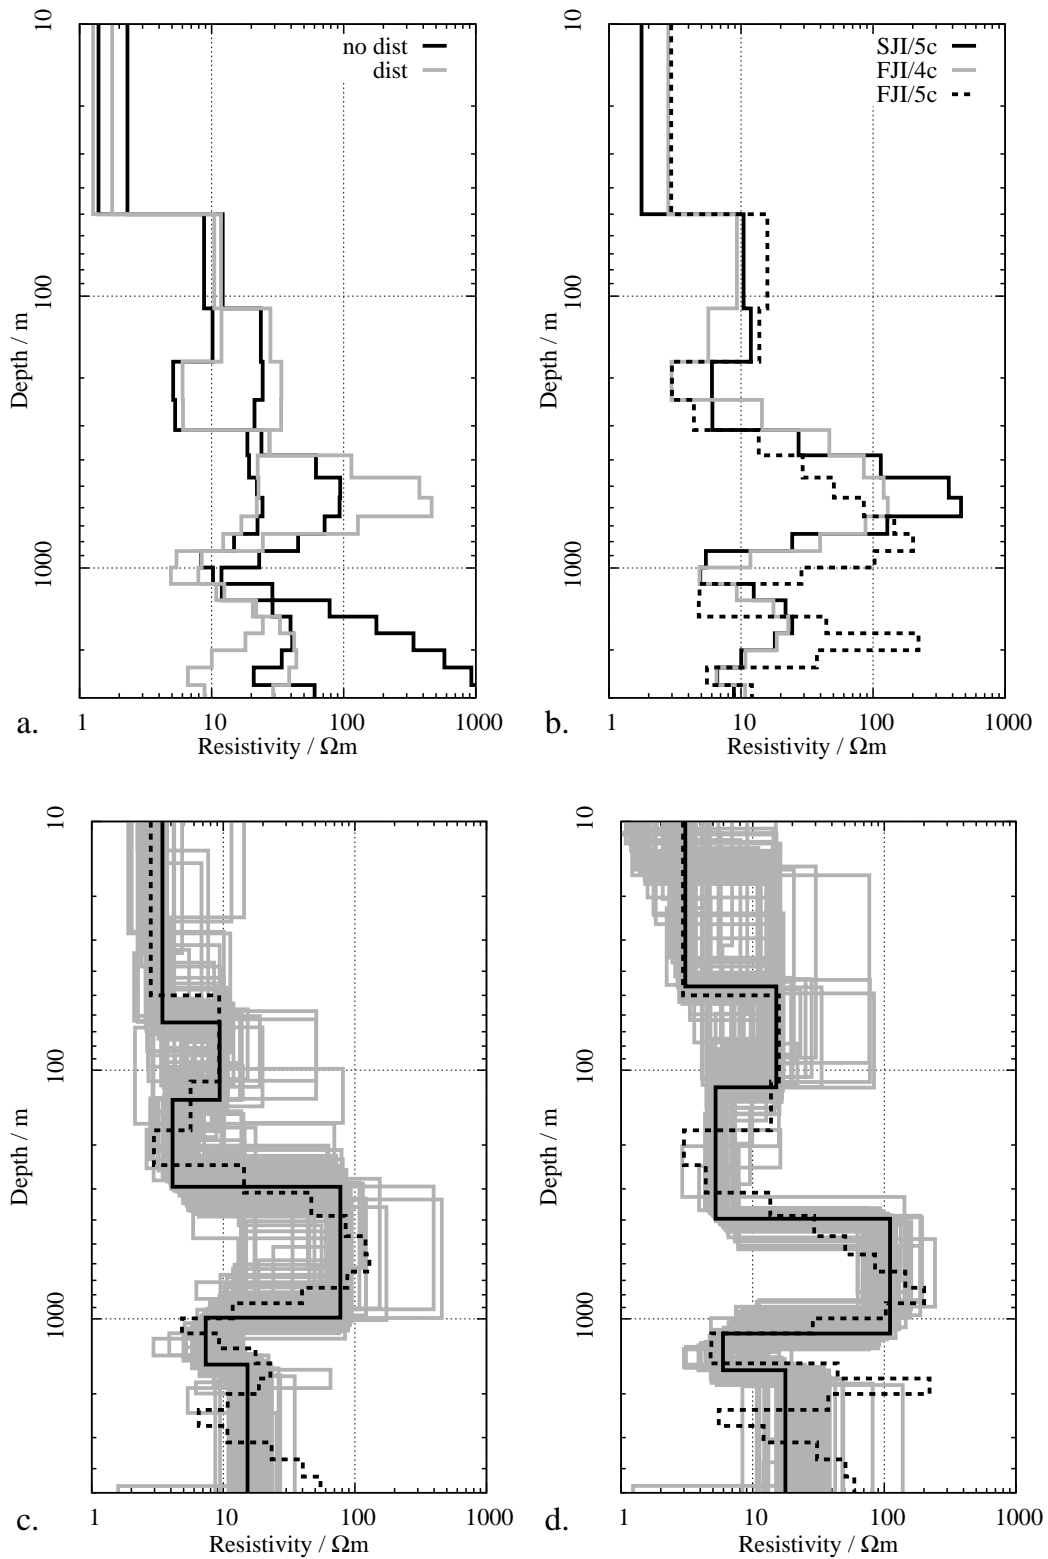 no dist
dist
10
100
1000
Depth / m
1 10 100 1000
Resistivity / Ωm
a.
SJI/5c
FJI/4c
FJI/5c
10
100
1000
Depth / m
1 10 100 1000
Resistivity / Ωm
b.
10
100
1000
Depth / m
1 10 100 1000
Resistivity / Ωm
c.
10
100
1000
Depth / m
1 10 100 1000
Resistivity / Ωm
d.